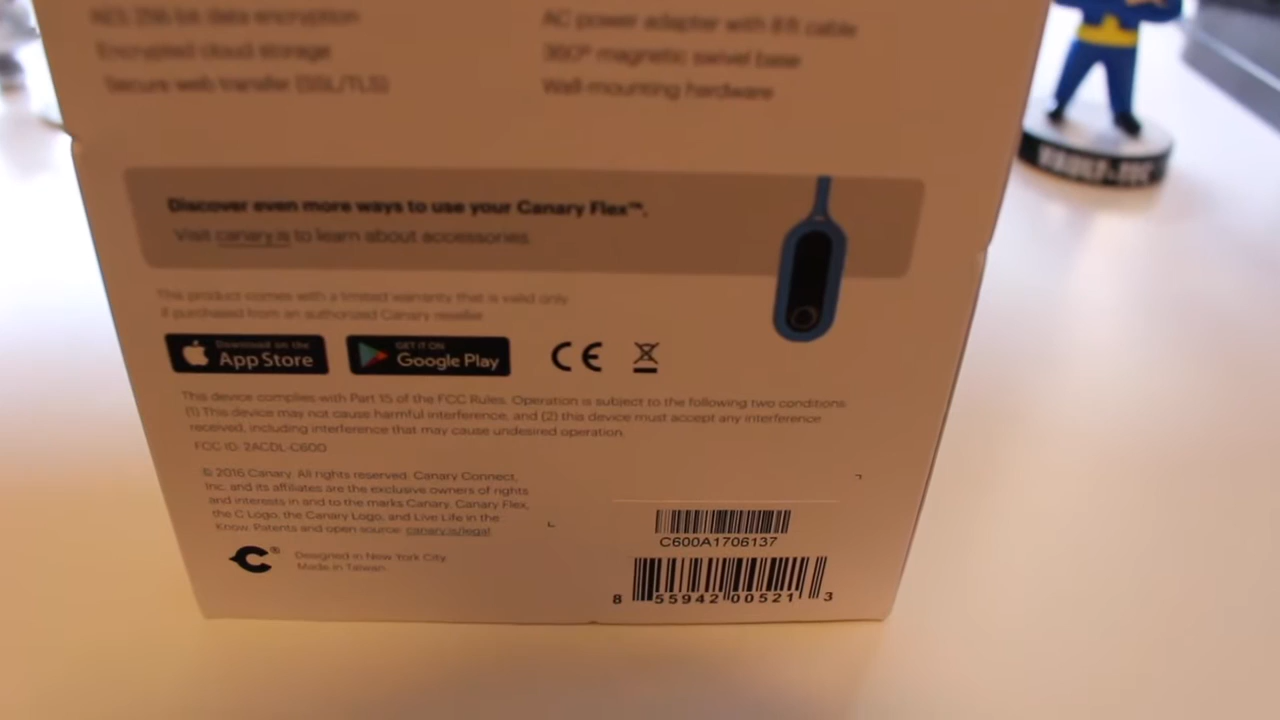 AES 256 bit data encryption
Encrypted cloud storage
Secure web transfer (SSL/TLS)
AC power adapter with 8ft cable
360° magnetic swivel base
Wall-mounting hardware
VAULT-TEC
Discover even more ways to use your Canary Flex™.
Visit canary.is to learn about accessories.
This product comes with a limited warranty that is valid only
if purchased from an authorized Canary reseller.
Download on the
App Store
GET IT ON
Google Play
CE
This device complies with Part 15 of the FCC Rules. Operation is subject to the following two conditions:
(1) This device may not cause harmful interference, and (2) this device must accept any interference
received, including interference that may cause undesired operation.
FCC ID: 2ACDL-C600
© 2016 Canary. All rights reserved. Canary Connect,
Inc. and its affiliates are the exclusive owners of rights
and interests in and to the marks Canary, Canary Flex,
the C Logo, the Canary Logo, and Live Life in the
Know. Patents and open source: canary.is/legal.
C®
Designed in New York City
Made in Taiwan
C600A1706137
8 55942 00521 3